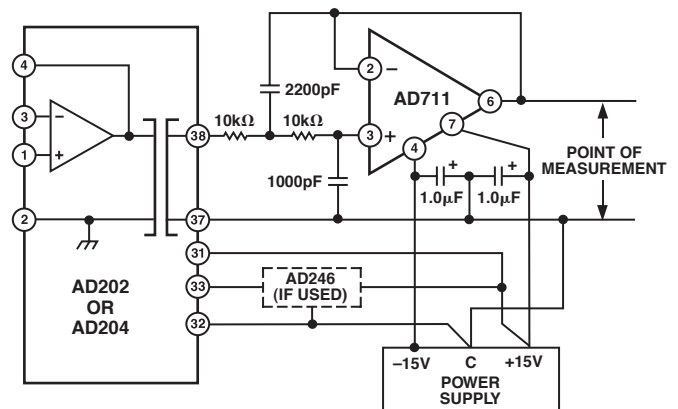 4
3
1
2
−
+
38
37
31
33
32
AD202
OR
AD204
10kΩ
10kΩ
2200pF
1000pF
2
−
3
+
AD711
6
7
4
+
+
1.0µF
1.0µF
POINT OF
MEASUREMENT
AD246
(IF USED)
–15V C +15V
POWER
SUPPLY